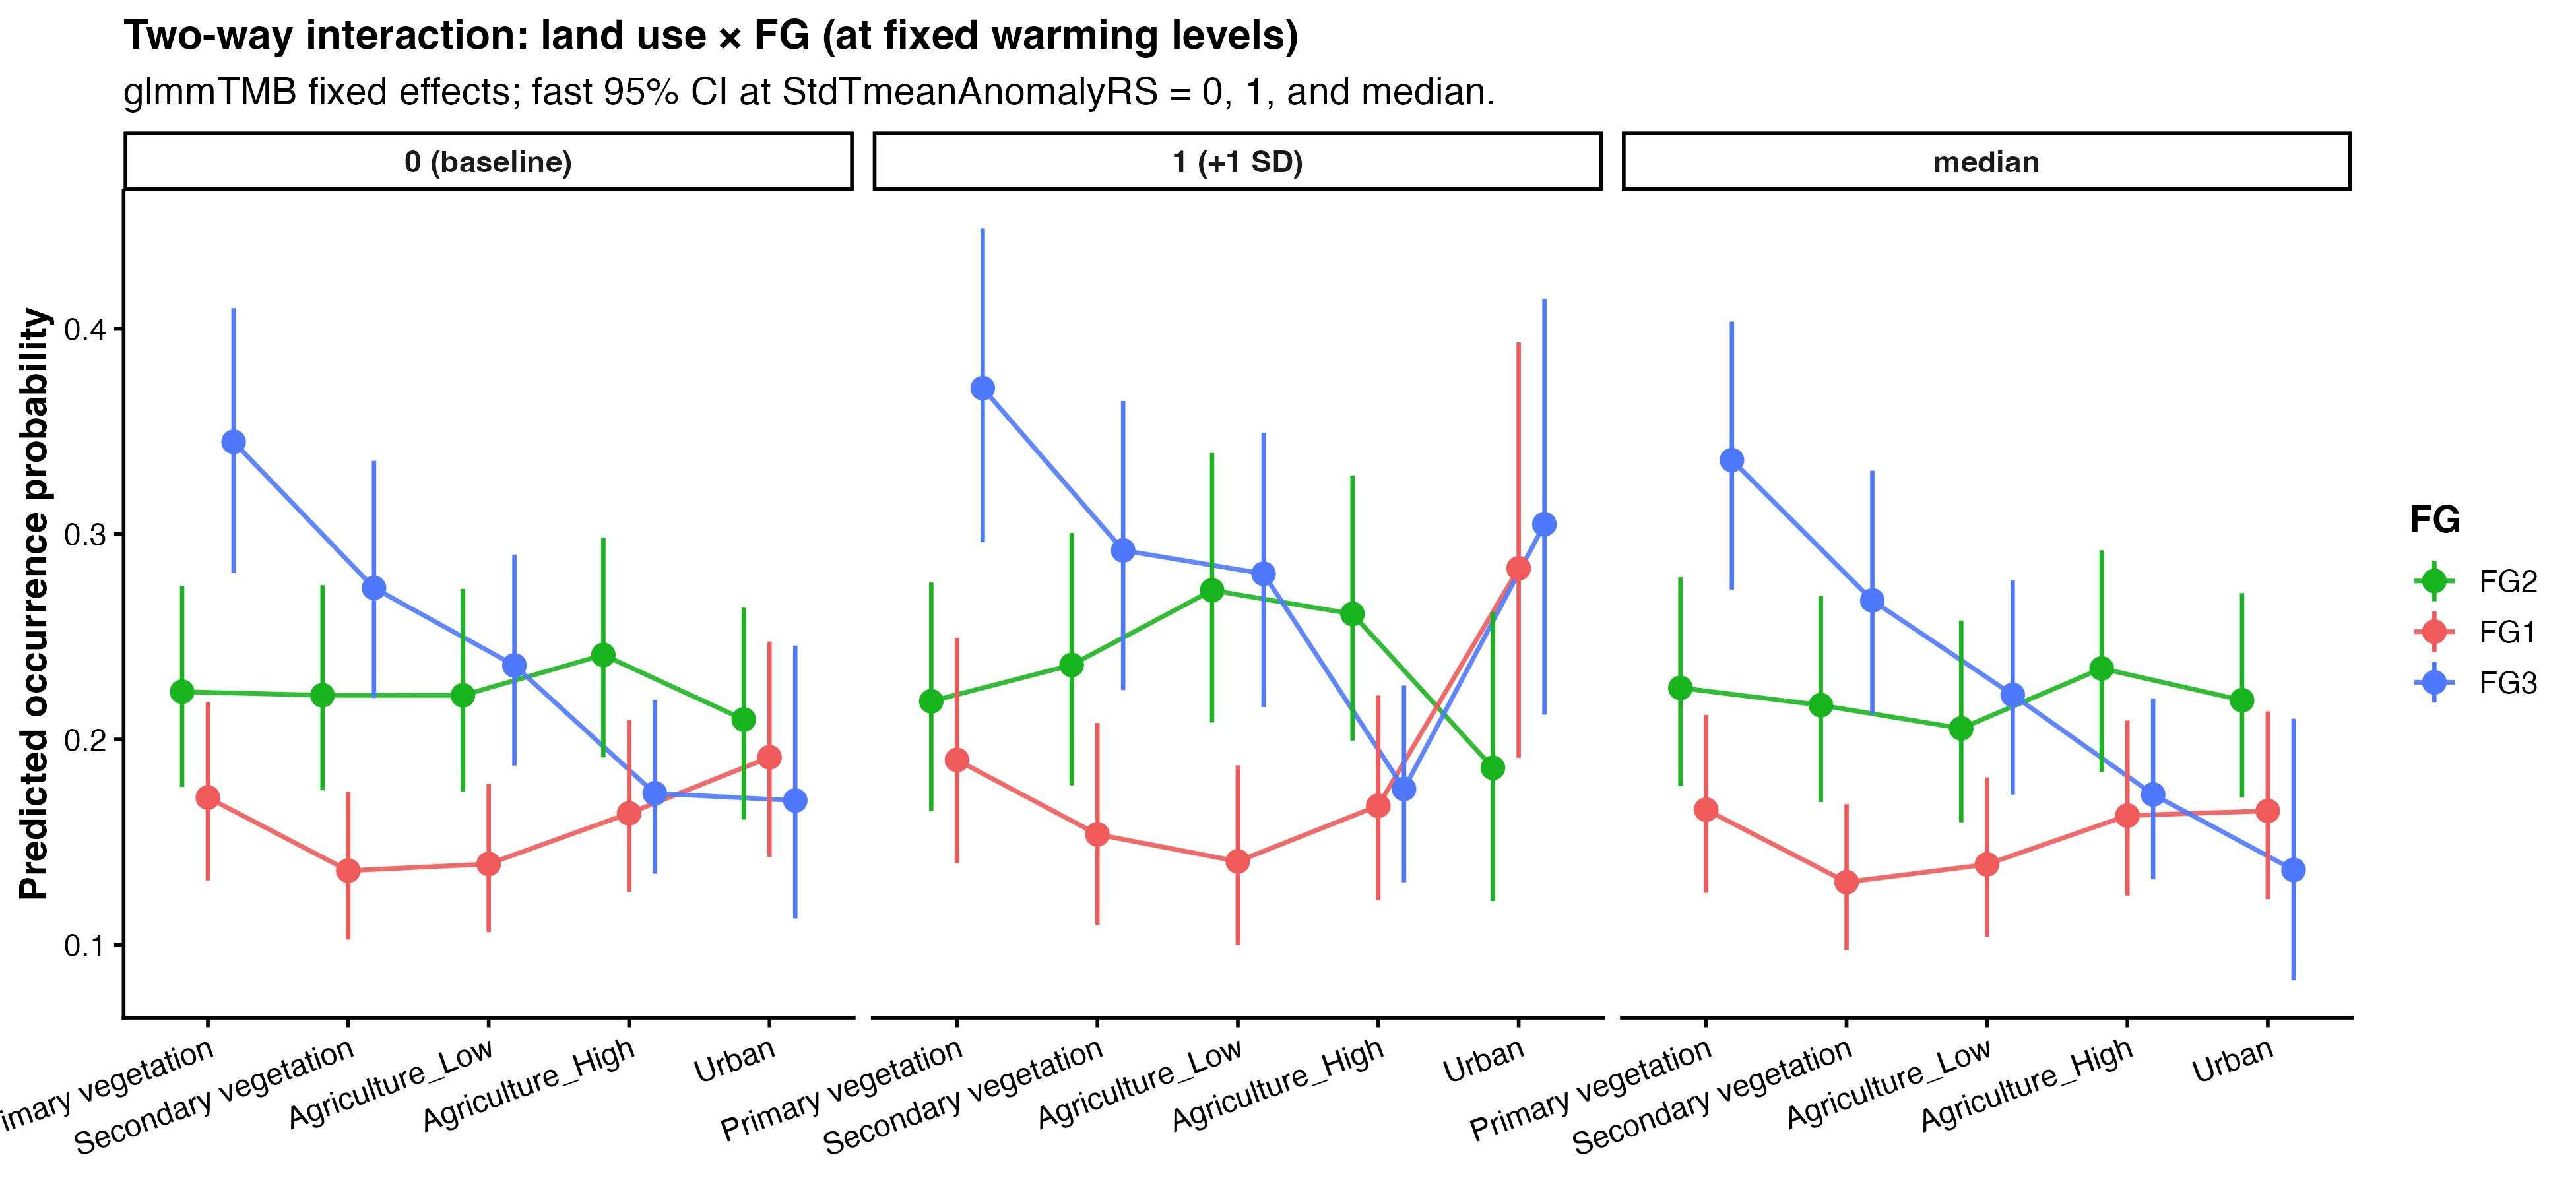 Two-way interaction: land use × FG (at fixed warming levels)
glmmTMB fixed effects; fast 95% CI at StdTmeanAnomalyRS = 0, 1, and median.
0 (baseline)
1 (+1 SD)
median
Predicted occurrence probability
0.4
0.3
0.2
0.1
imary vegetation
Secondary vegetation
Agriculture_Low
Agriculture_High
Urban
Primary vegetation
Secondary vegetation
Agriculture_Low
Agriculture_High
Urban
Primary vegetation
Secondary vegetation
Agriculture_Low
Agriculture_High
Urban
FG
FG2
FG1
FG3